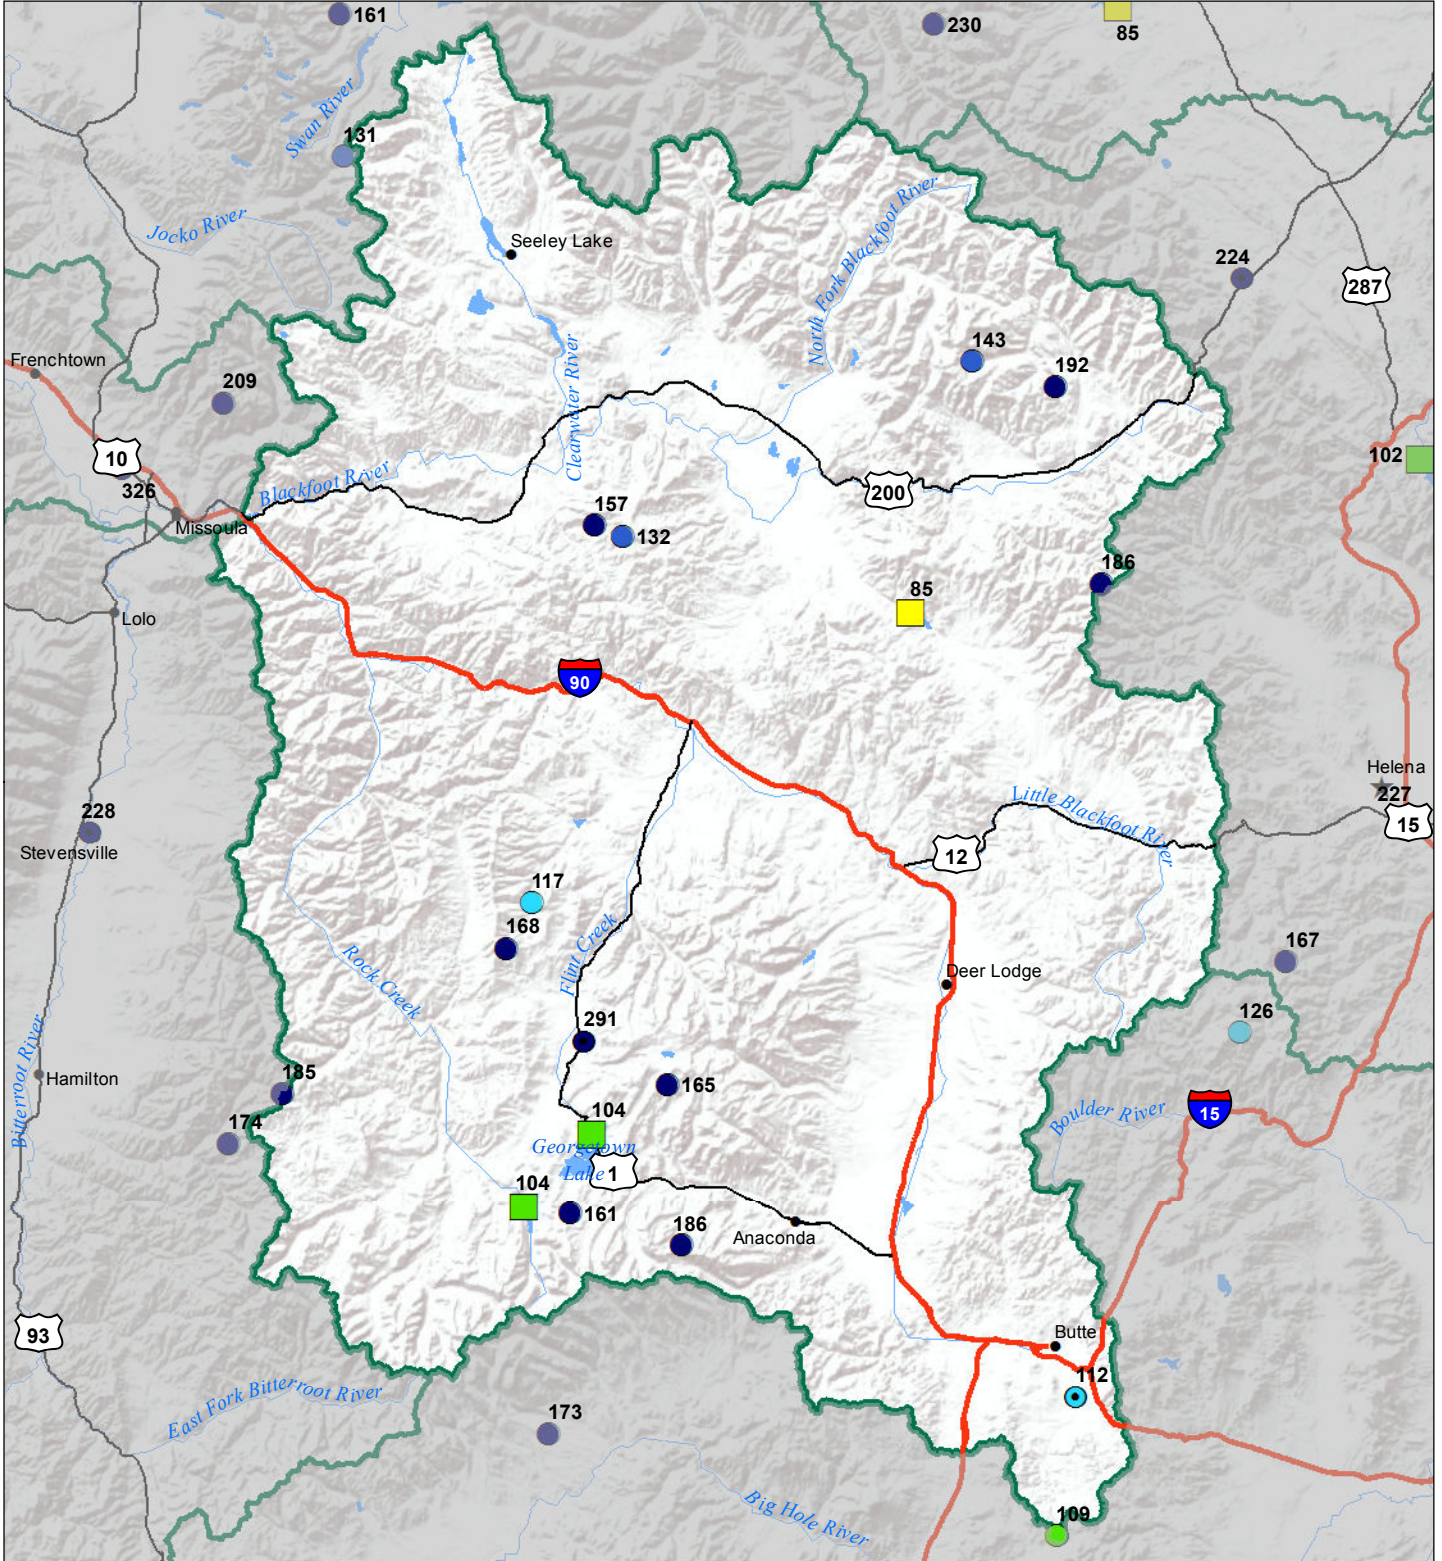 161
230
85
Swan River
131
Jocko River
Seeley Lake
North Fork Blackfoot River
224
287
Frenchtown
209
143
192
Clearwater River
10
326
Missoula
Blackfoot River
200
102
157
132
186
85
Lolo
90
Helena
227
15
Little Blackfoot River
12
228
Stevensville
117
168
Flint Creek
Rock Creek
Deer Lodge
167
126
291
Bitterroot River
Hamilton
185
165
174
104
Georgetown
Lake
1
Boulder River
15
104
161
186
Anaconda
93
Butte
112
East Fork Bitterroot River
173
Big Hole River
109